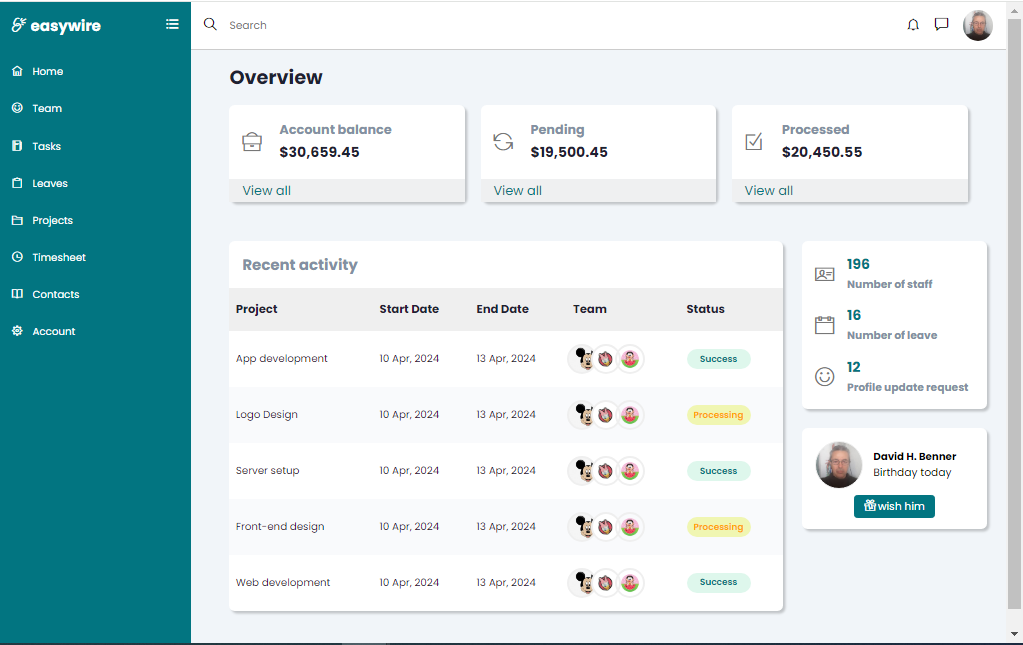 easywire
Search
Home
Team
Tasks
Leaves
Projects
Timesheet
Contacts
Account
Overview
Account balance
$30,659.45
View all
Pending
$19,500.45
View all
Processed
$20,450.55
View all
Recent activity
Project Start Date End Date Team Status
App development 10 Apr, 2024 13 Apr, 2024 Success
Logo Design 10 Apr, 2024 13 Apr, 2024 Processing
Server setup 10 Apr, 2024 13 Apr, 2024 Success
Front-end design 10 Apr, 2024 13 Apr, 2024 Processing
Web development 10 Apr, 2024 13 Apr, 2024 Success
196
Number of staff
16
Number of leave
12
Profile update request
David H. Benner
Birthday today
wish him